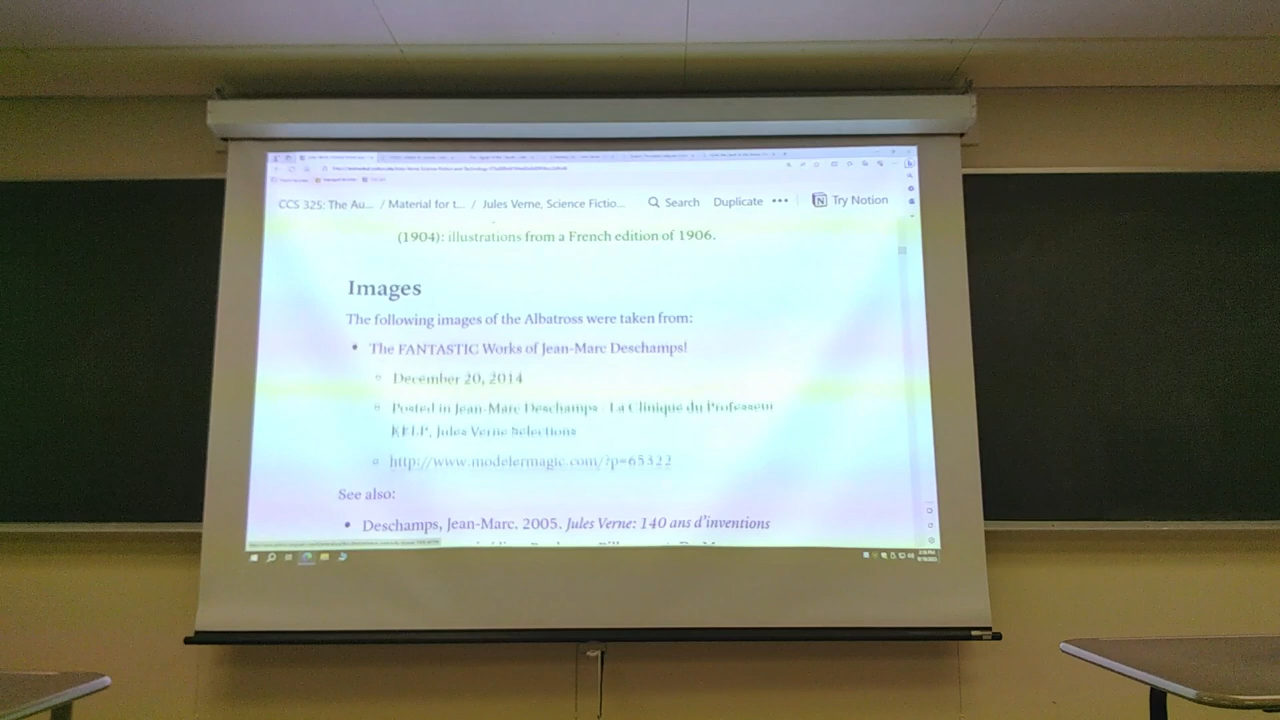 CCS 325: The Au... / Material for t... / Jules Verne, Science Fictio... Search Duplicate ••• Try Notion
(1904): illustrations from a French edition of 1906.
Images
The following images of the Albatross were taken from:
• The FANTASTIC Works of Jean-Marc Deschamps!
◦ December 20, 2014
◦ Posted in Jean-Marc Deschamps La Clinique du Professeur
KELP, Jules Verne Selections
◦ http://www.modelermagic.com/?p=65322
See also:
• Deschamps, Jean-Marc. 2005. Jules Verne: 140 ans d'inventions